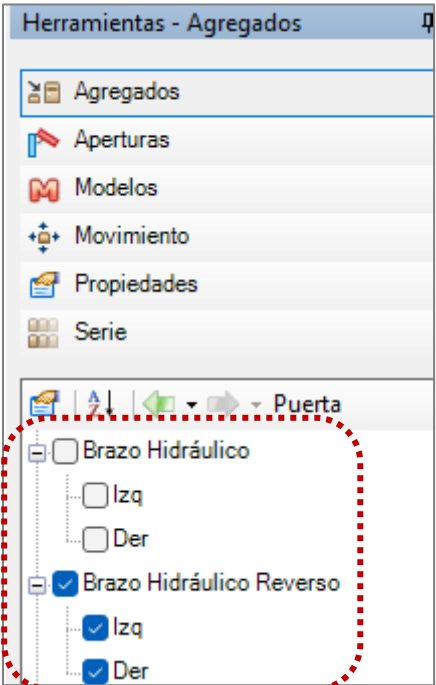 Herramientas - Agregados
Agregados
Aperturas
Modelos
Movimiento
Propiedades
Serie
Puerta
Brazo Hidráulico
Izq
Der
Brazo Hidráulico Reverso
Izq
Der